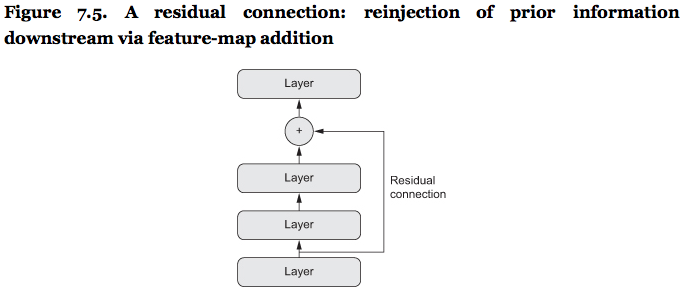 Figure 7.5. A residual connection: reinjection of prior information
downstream via feature-map addition
Layer
+
Layer
Residual
connection
Layer
Layer